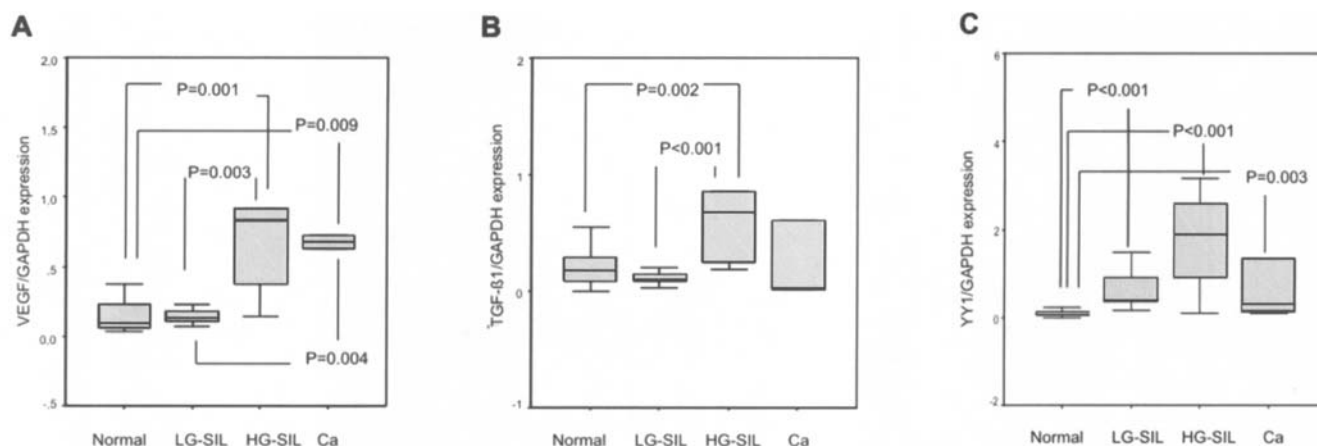 A
VEGF/GAPDH expression
2.0
1.5
1.0
.5
0.0
-.5
P=0.001
P=0.009
P=0.003
P=0.004
Normal LG-SIL HG-SIL Ca
B
TGF-ß1/GAPDH expression
2
1
0
-1
P=0.002
P<0.001
Normal LG-SIL HG-SIL Ca
C
YY1/GAPDH expression
6
4
2
0
-2
P<0.001
P<0.001
P=0.003
Normal LG-SIL HG-SIL Ca